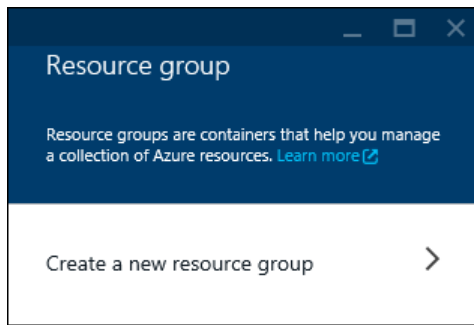 Resource group
Resource groups are containers that help you manage
a collection of Azure resources. Learn more
Create a new resource group